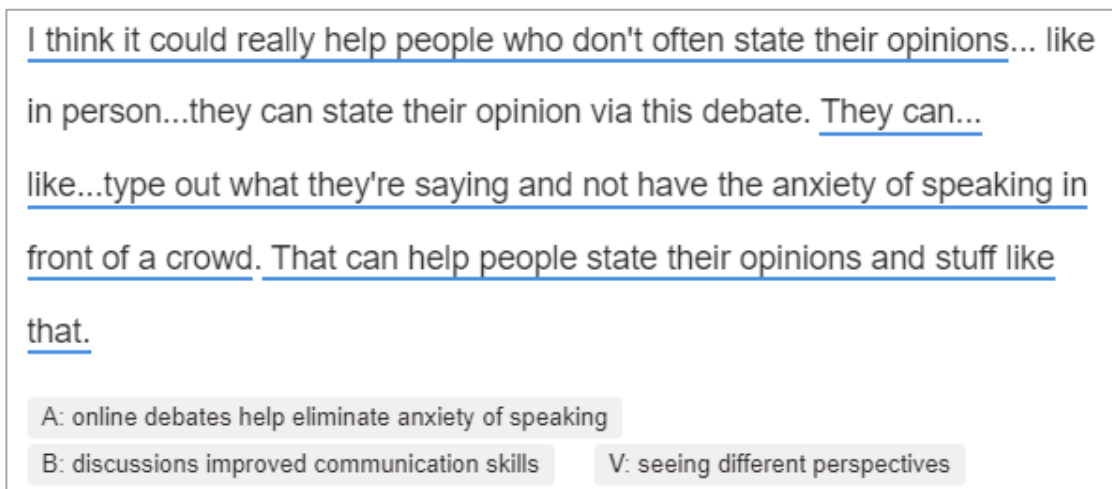 I think it could really help people who don't often state their opinions... like
in person...they can state their opinion via this debate. They can...
like...type out what they're saying and not have the anxiety of speaking in
front of a crowd. That can help people state their opinions and stuff like
that.
A: online debates help eliminate anxiety of speaking
B: discussions improved communication skills V: seeing different perspectives